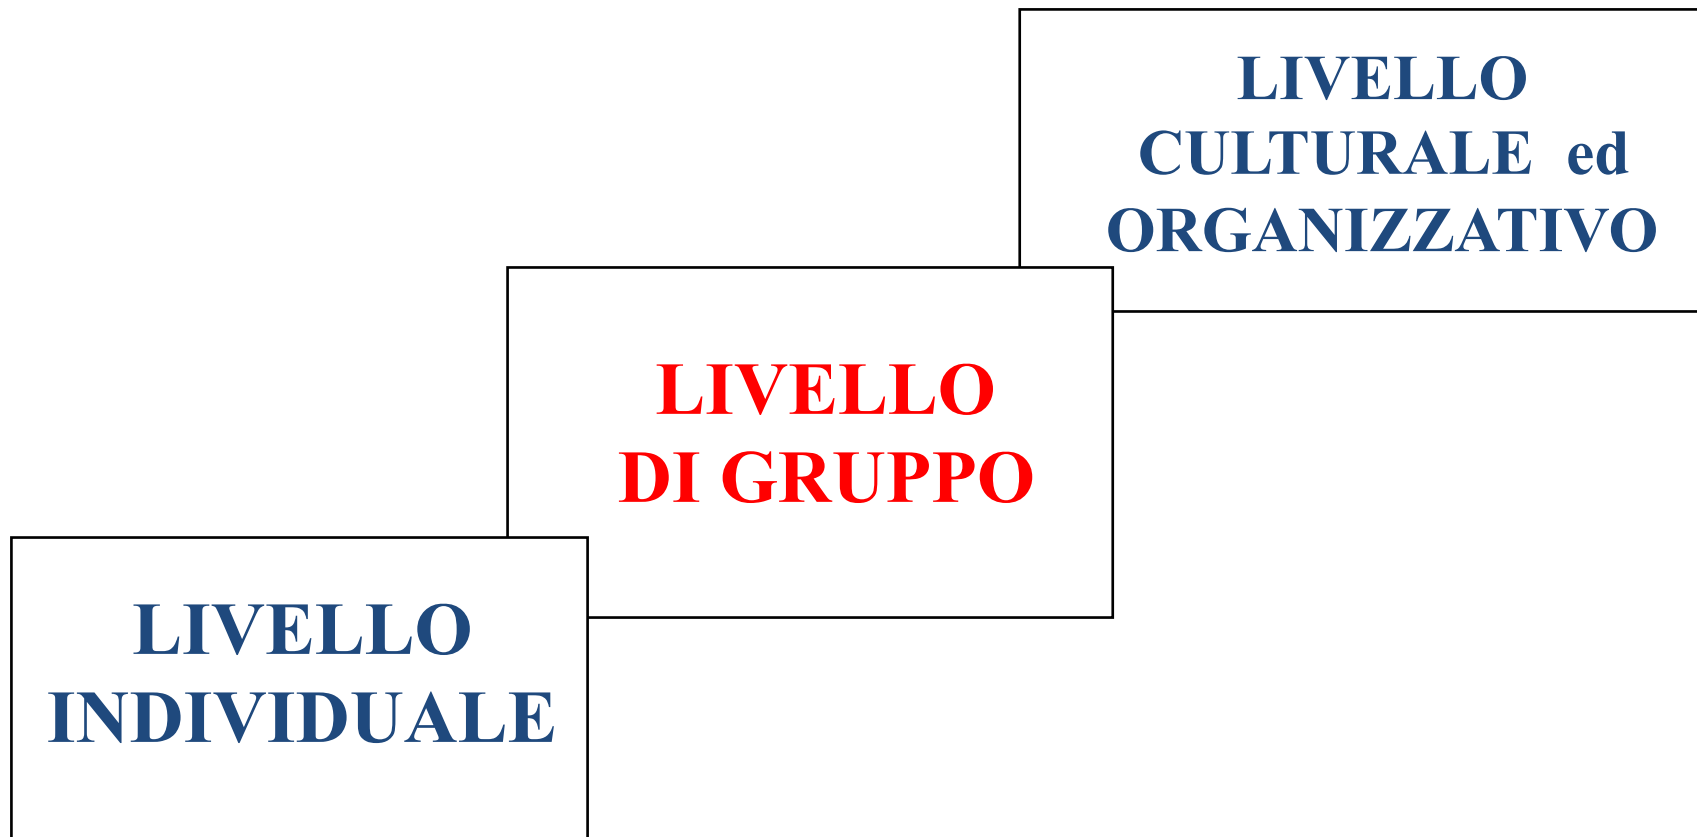 LIVELLO
CULTURALE ed
ORGANIZZATIVO
LIVELLO
DI GRUPPO
LIVELLO
INDIVIDUALE